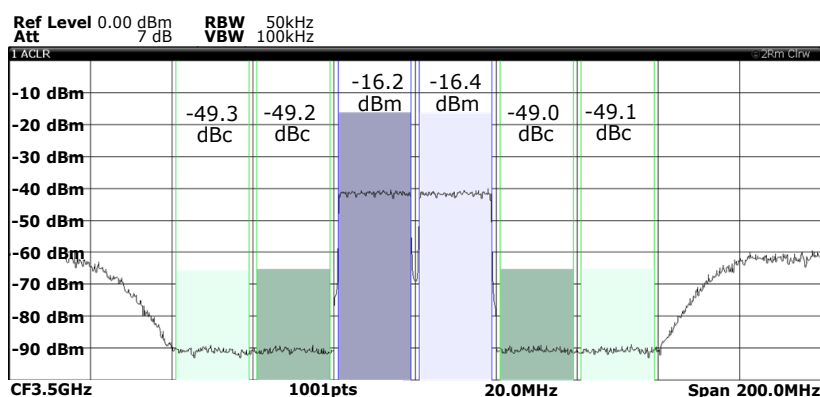 Ref Level 0.00 dBm RBW 50kHz
Att 7 dB VBW 100kHz
1 ACLR 2Rm Clrw
-10 dBm
-20 dBm
-30 dBm
-40 dBm
-50 dBm
-60 dBm
-70 dBm
-80 dBm
-90 dBm
-49.3 dBc
-49.2 dBc
-16.2 dBm
-16.4 dBm
-49.0 dBc
-49.1 dBc
CF3.5GHz 1001pts 20.0MHz Span 200.0MHz